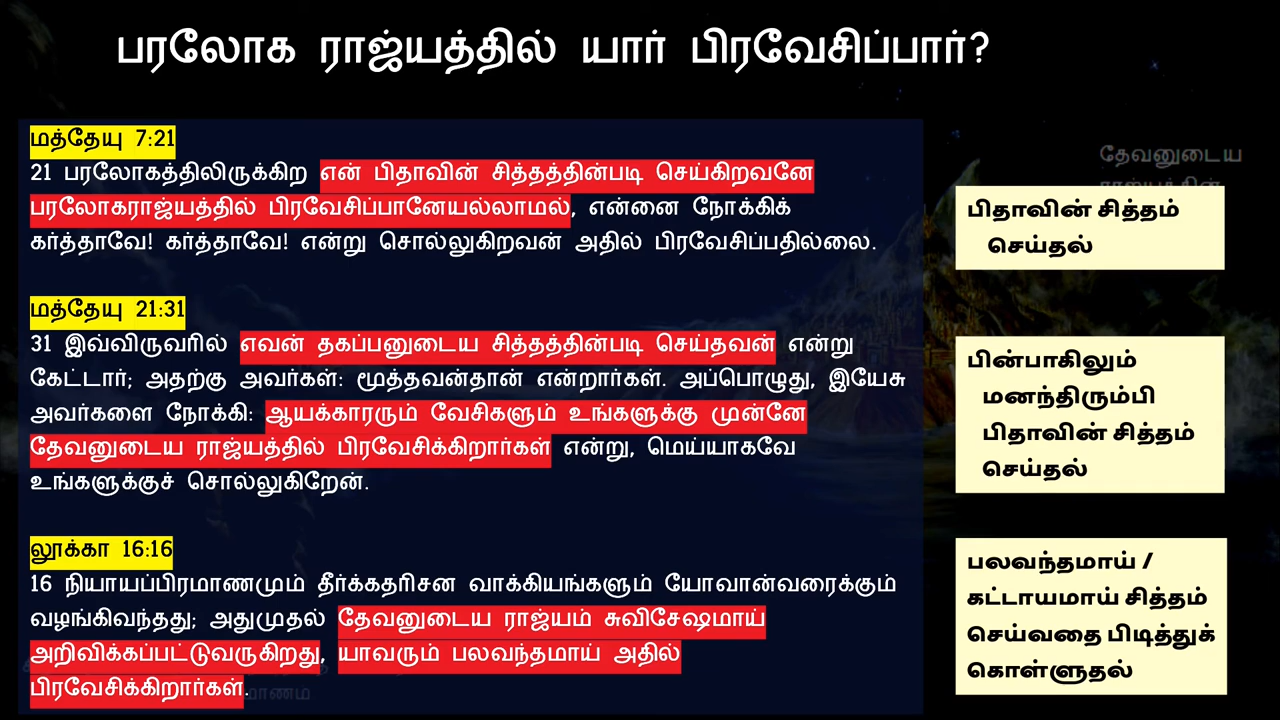 பரலோக ராஜ்யத்தில் யார் பிரவேசிப்பார்?
மத்தேயு 7:21
21 பரலோகத்திலிருக்கிற என் பிதாவின் சித்தத்தின்படி செய்கிறவனே
பரலோகராஜ்யத்தில் பிரவேசிப்பானேயல்லாமல், என்னை நோக்கிக்
கர்த்தாவே! கர்த்தாவே! என்று சொல்லுகிறவன் அதில் பிரவேசிப்பதில்லை.
மத்தேயு 21:31
31 இவ்விருவரில் எவன் தகப்பனுடைய சித்தத்தின்படி செய்தவன் என்று
கேட்டார்; அதற்கு அவர்கள்: மூத்தவன்தான் என்றார்கள். அப்பொழுது, இயேசு
அவர்களை நோக்கி: ஆயக்காரரும் வேசிகளும் உங்களுக்கு முன்னே
தேவனுடைய ராஜ்யத்தில் பிரவேசிக்கிறார்கள் என்று, மெய்யாகவே
உங்களுக்குச் சொல்லுகிறேன்.
லூக்கா 16:16
16 நியாயப்பிரமாணமும் தீர்க்கதரிசன வாக்கியங்களும் யோவான்வரைக்கும்
வழங்கிவந்தது; அதுமுதல் தேவனுடைய ராஜ்யம் சுவிசேஷமாய்
அறிவிக்கப்பட்டுவருகிறது, யாவரும் பலவந்தமாய் அதில்
பிரவேசிக்கிறார்கள்.
தேவனுடைய
ராஜ்யத்தின்
பிதாவின் சித்தம்
செய்தல்
பின்பாகிலும்
மனந்திரும்பி
பிதாவின் சித்தம்
செய்தல்
பலவந்தமாய் /
கட்டாயமாய் சித்தம்
செய்வதை பிடித்துக்
கொள்ளுதல்